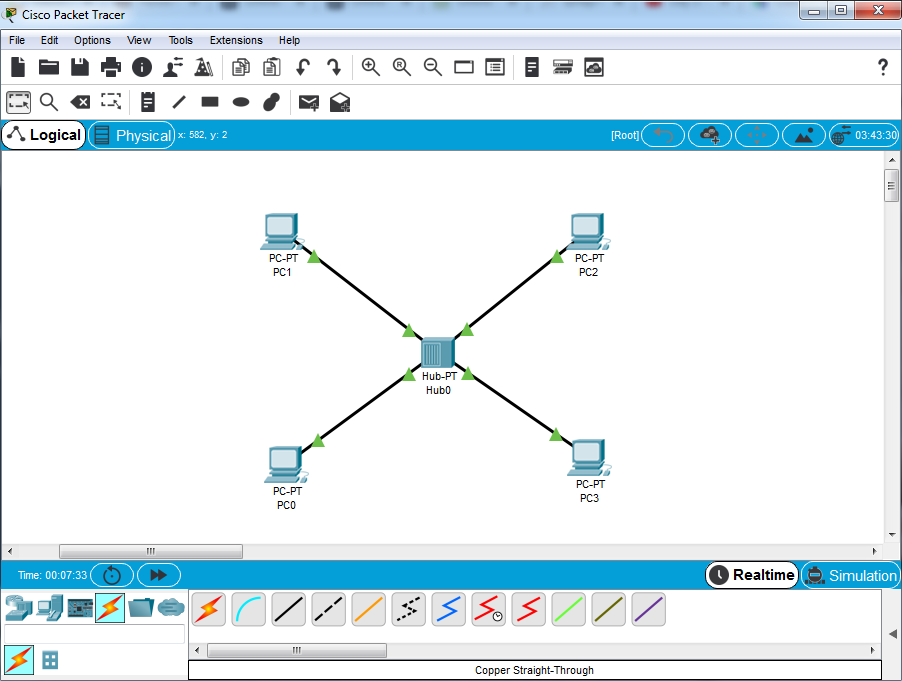 Cisco Packet Tracer
File Edit Options View Tools Extensions Help
Logical Physical x: 582, y: 2 [Root] 03:43:30
PC-PT
PC1
PC-PT
PC2
Hub-PT
Hub0
PC-PT
PC0
PC-PT
PC3
Time: 00:07:33 Realtime Simulation
Copper Straight-Through